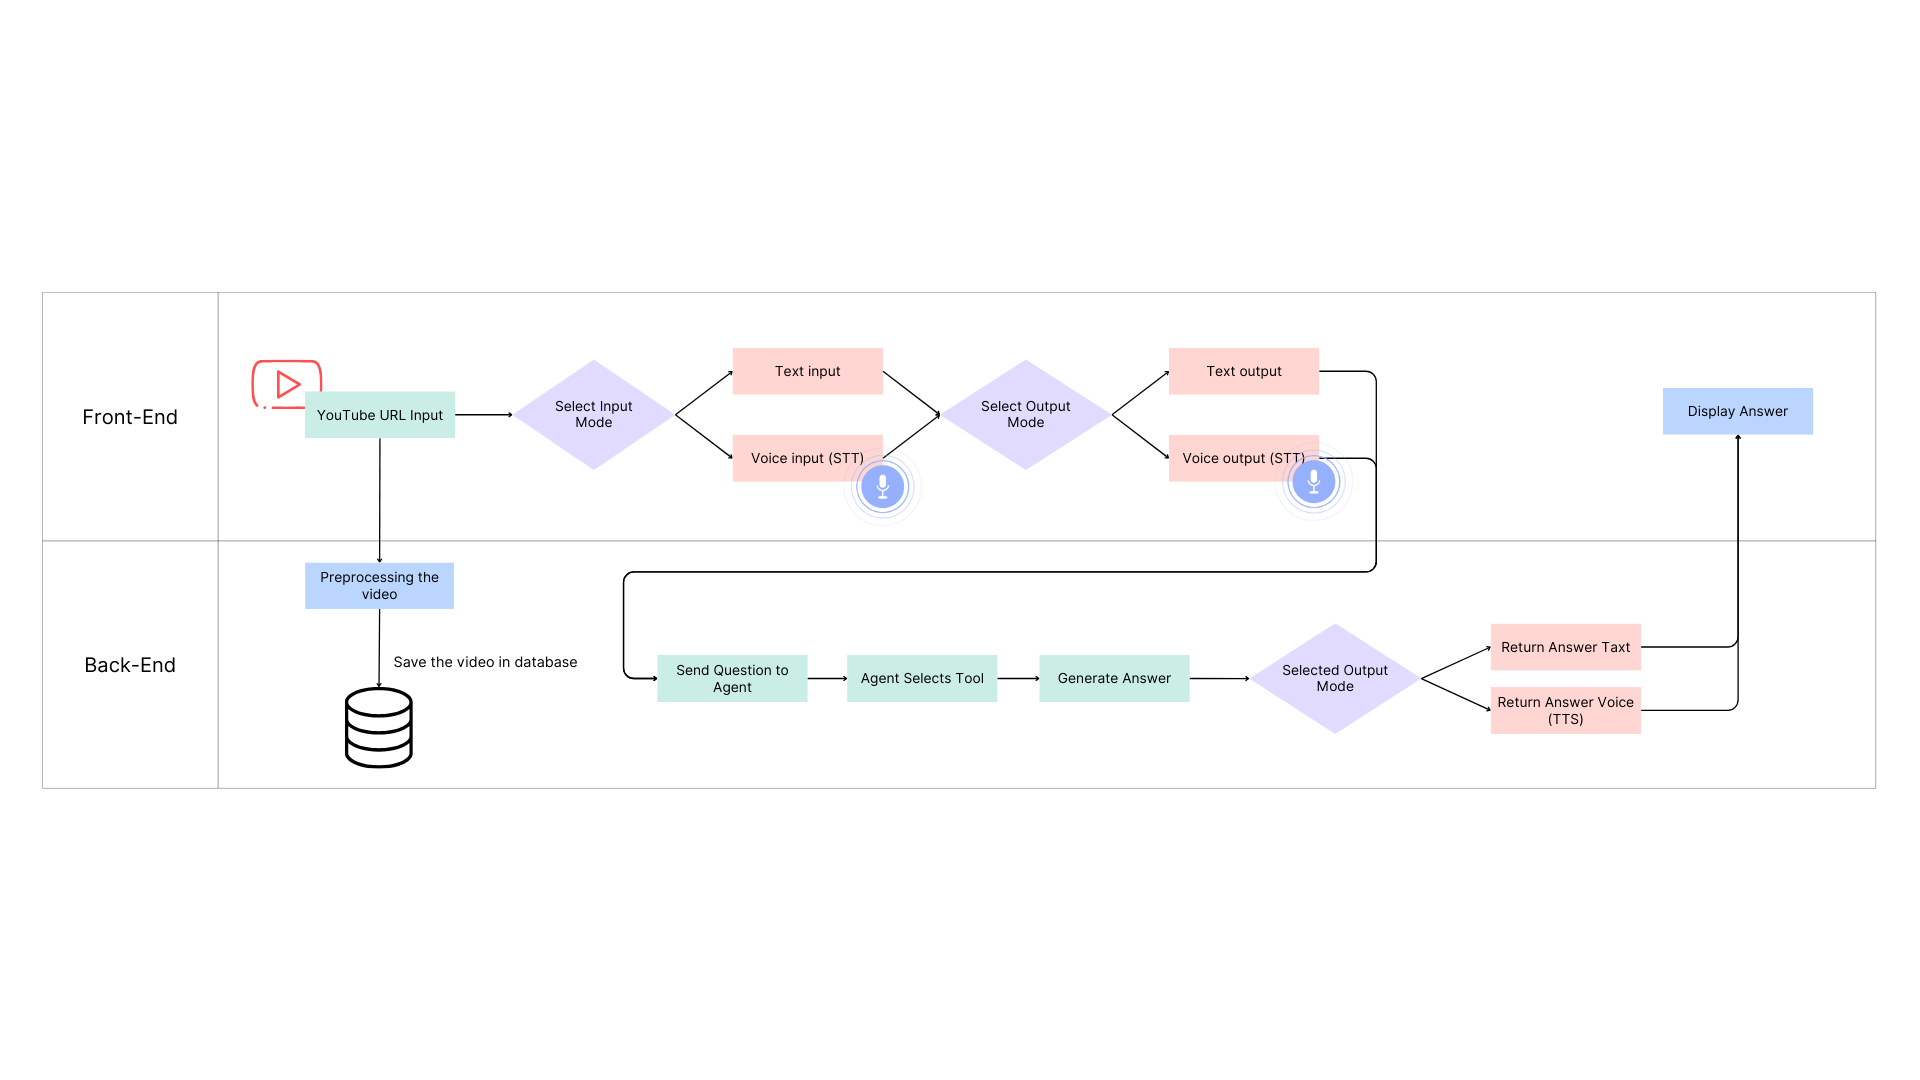 Front-End
YouTube URL Input
Select Input
Mode
Text input
Voice input (STT)
Select Output
Mode
Text output
Voice output (STT)
Display Answer
Back-End
Preprocessing the
video
Save the video in database
Send Question to
Agent
Agent Selects Tool
Generate Answer
Selected Output
Mode
Return Answer Taxt
Return Answer Voice
(TTS)